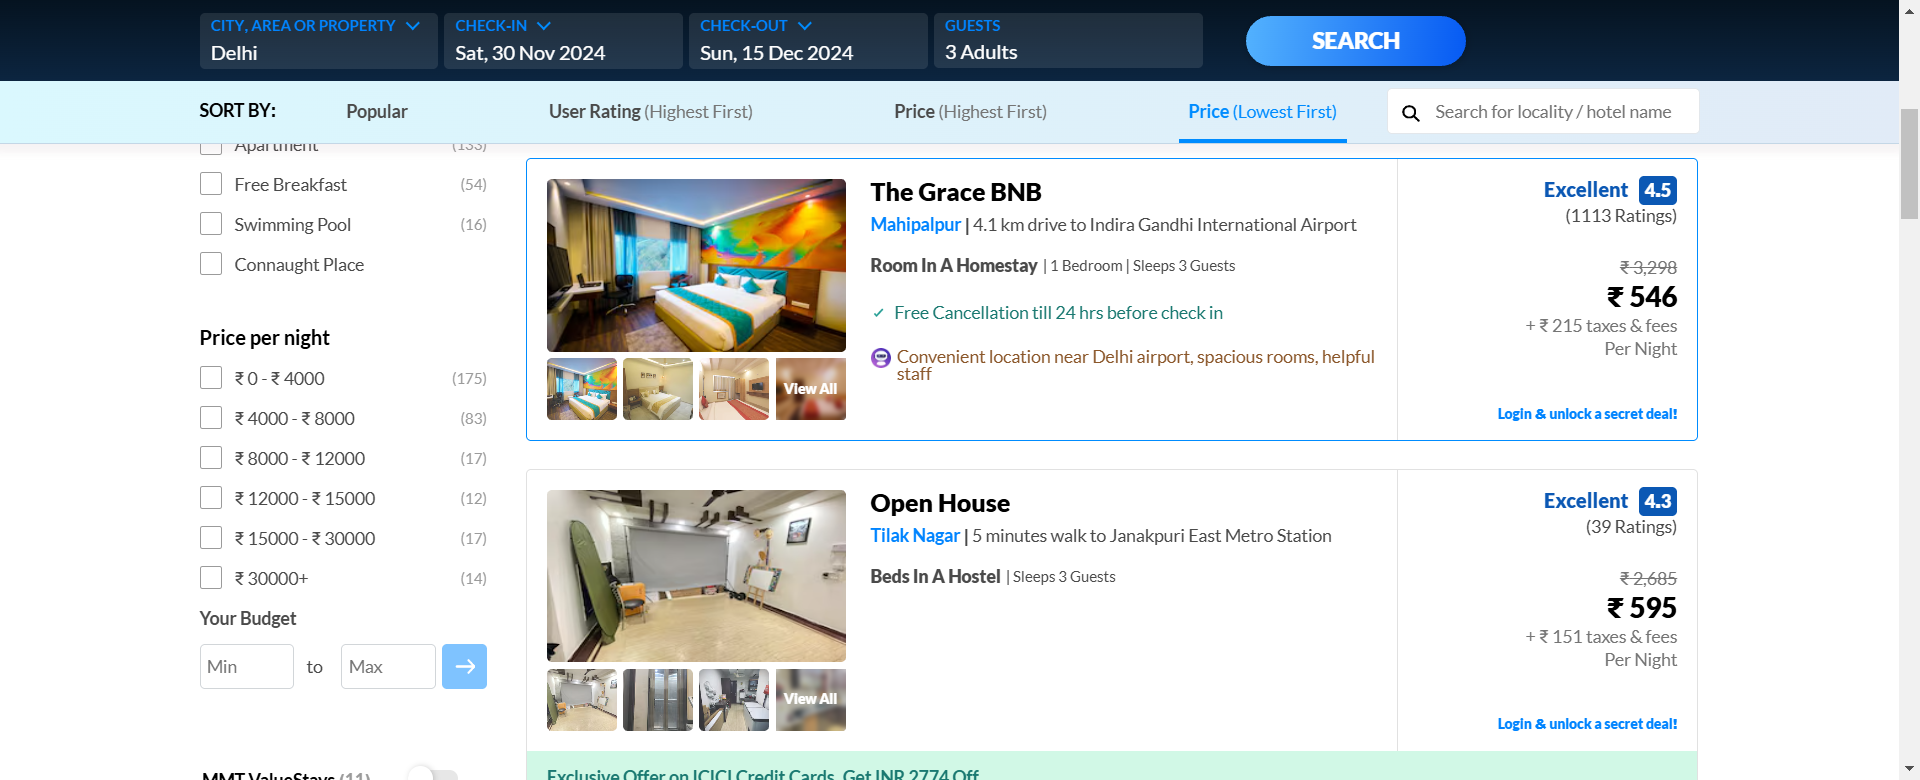 CITY, AREA OR PROPERTY
Delhi
CHECK-IN
Sat, 30 Nov 2024
CHECK-OUT
Sun, 15 Dec 2024
GUESTS
3 Adults
SEARCH
SORT BY:
Popular
User Rating (Highest First)
Price (Highest First)
Price (Lowest First)
Search for locality / hotel name
Apartment (133)
Free Breakfast (54)
Swimming Pool (16)
Connaught Place
Price per night
₹ 0 - ₹ 4000 (175)
₹ 4000 - ₹ 8000 (83)
₹ 8000 - ₹ 12000 (17)
₹ 12000 - ₹ 15000 (12)
₹ 15000 - ₹ 30000 (17)
₹ 30000+ (14)
Your Budget
Min to Max
MMT ValueStays (11)
The Grace BNB
Mahipalpur | 4.1 km drive to Indira Gandhi International Airport
Room In A Homestay | 1 Bedroom | Sleeps 3 Guests
Free Cancellation till 24 hrs before check in
Convenient location near Delhi airport, spacious rooms, helpful
staff
View All
Excellent 4.5
(1113 Ratings)
₹ 3,298
₹ 546
+ ₹ 215 taxes & fees
Per Night
Login & unlock a secret deal!
Open House
Tilak Nagar | 5 minutes walk to Janakpuri East Metro Station
Beds In A Hostel | Sleeps 3 Guests
View All
Excellent 4.3
(39 Ratings)
₹ 2,685
₹ 595
+ ₹ 151 taxes & fees
Per Night
Login & unlock a secret deal!
Exclusive Offer on ICICI Credit Cards. Get INR 2774 Off